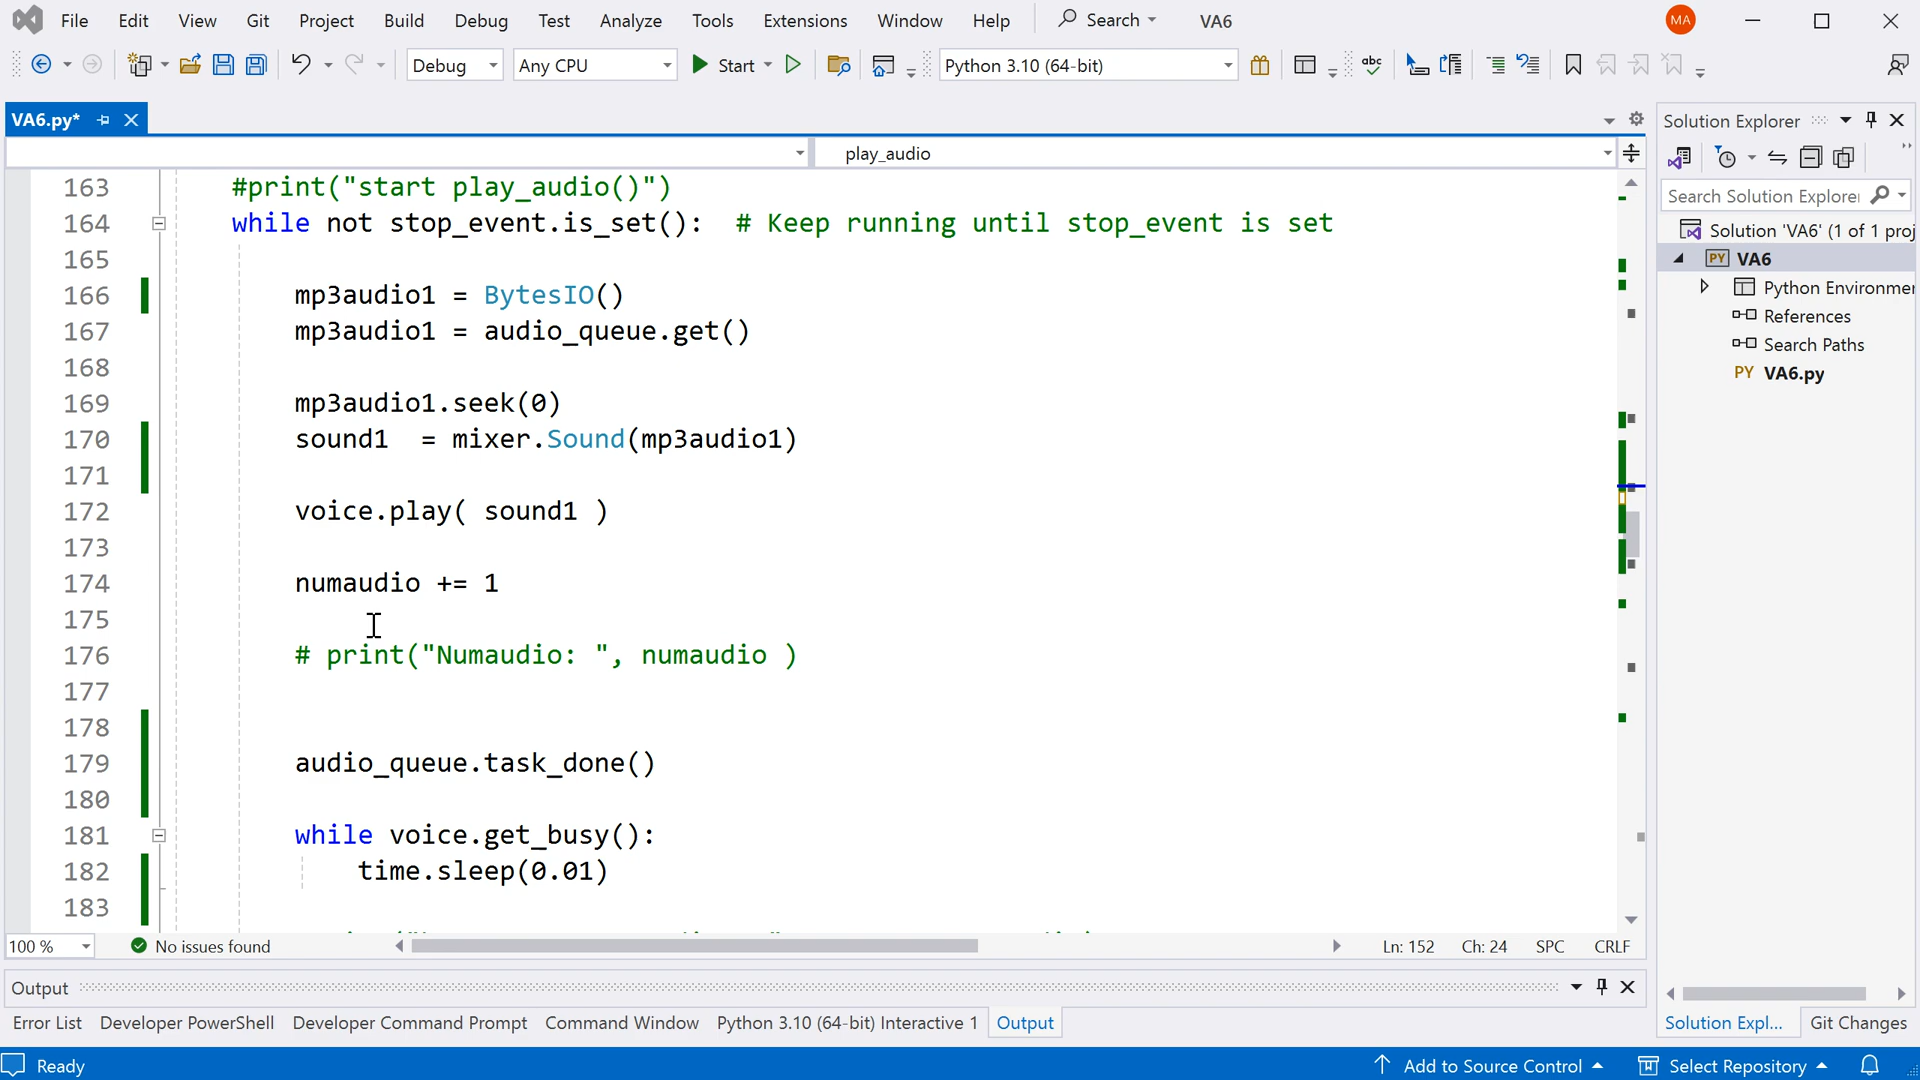 File Edit View Git Project Build Debug Test Analyze Tools Extensions Window Help Search VA6 MA
Debug Any CPU Start Python 3.10 (64-bit) abc
VA6.py*
play_audio
163 #print("start play_audio()")
164 while not stop_event.is_set():  # Keep running until stop_event is set
165
166 mp3audio1 = BytesIO()
167 mp3audio1 = audio_queue.get()
168
169 mp3audio1.seek(0)
170 sound1  = mixer.Sound(mp3audio1)
171
172 voice.play( sound1 )
173
174 numaudio += 1
175
176 # print("Numaudio: ", numaudio )
177
178
179 audio_queue.task_done()
180
181 while voice.get_busy():
182 time.sleep(0.01)
183
100 % No issues found Ln: 152 Ch: 24 SPC CRLF
Output
Error List Developer PowerShell Developer Command Prompt Command Window Python 3.10 (64-bit) Interactive 1 Output
Solution Explorer
Search Solution Explorer
Solution 'VA6' (1 of 1 proj
PY VA6
Python Environmer
References
Search Paths
PY VA6.py
Solution Expl... Git Changes
Ready Add to Source Control Select Repository